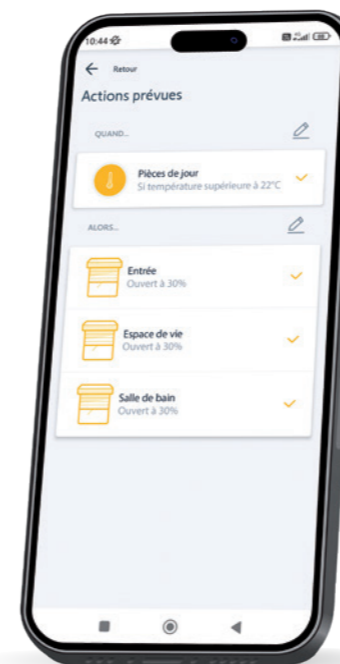 10:44
Retour
Actions prévues
QUAND...
Pièces de jour
Si température supérieure à 22°C
ALORS...
Entrée
Ouvert à 30%
Espace de vie
Ouvert à 30%
Salle de bain
Ouvert à 30%